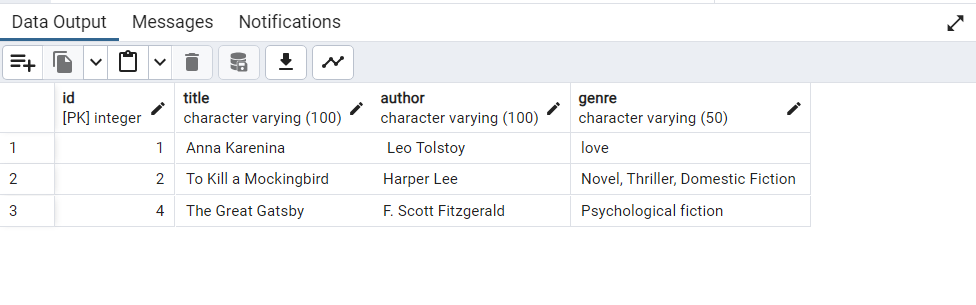 Data Output Messages Notifications
id title author genre
[PK] integer character varying (100) character varying (100) character varying (50)
1 1 Anna Karenina Leo Tolstoy love
2 2 To Kill a Mockingbird Harper Lee Novel, Thriller, Domestic Fiction
3 4 The Great Gatsby F. Scott Fitzgerald Psychological fiction